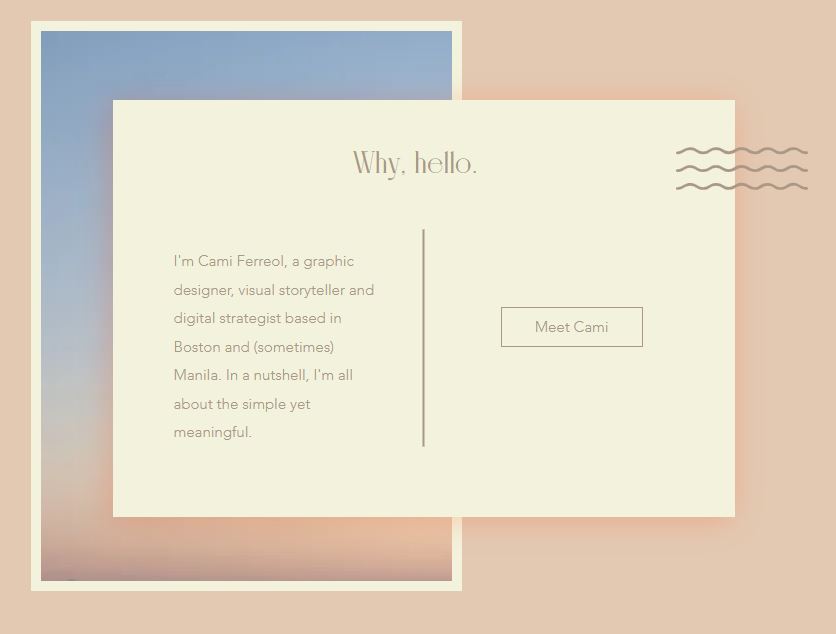 Why, hello.
I'm Cami Ferreol, a graphic
designer, visual storyteller and
digital strategist based in
Boston and (sometimes)
Manila. In a nutshell, I'm all
about the simple yet
meaningful.
Meet Cami